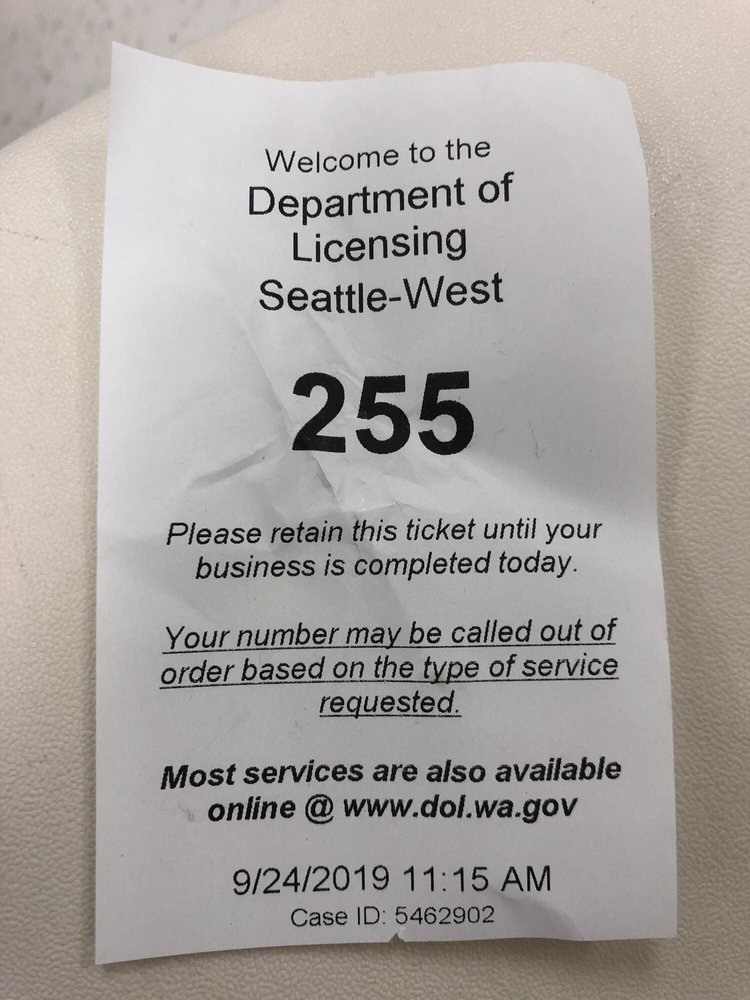 Welcome to the
Department of
Licensing
Seattle-West
255
Please retain this ticket until your
business is completed today.
Your number may be called out of
order based on the type of service
requested.
Most services are also available
online @ www.dol.wa.gov
9/24/2019 11:15 AM
Case ID: 5462902